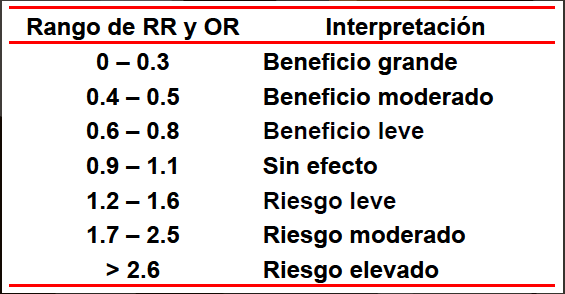 Rango de RR y OR Interpretación
0 – 0.3 Beneficio grande
0.4 – 0.5 Beneficio moderado
0.6 – 0.8 Beneficio leve
0.9 – 1.1 Sin efecto
1.2 – 1.6 Riesgo leve
1.7 – 2.5 Riesgo moderado
> 2.6 Riesgo elevado